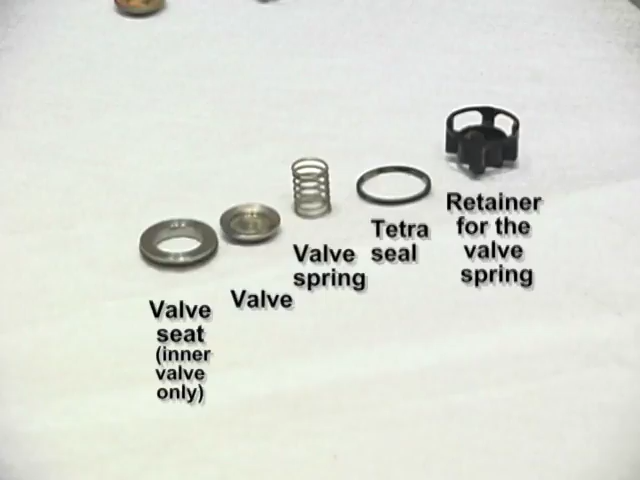 Valve
seat
(inner
valve
only)
Valve
Valve
spring
Tetra
seal
Retainer
for the
valve
spring